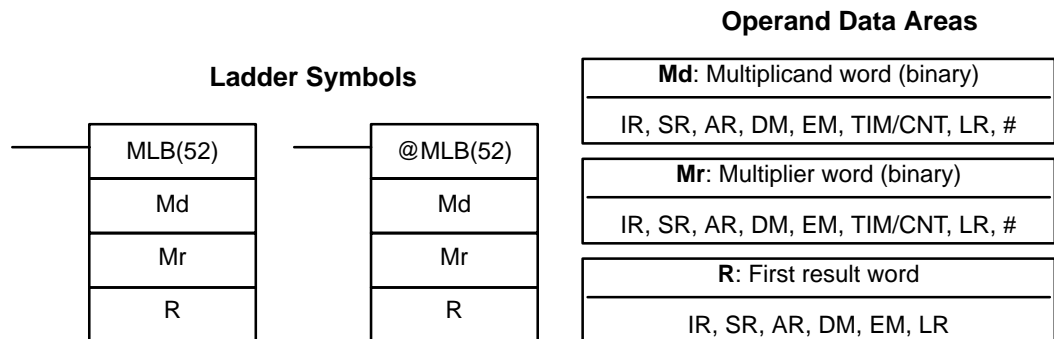 Operand Data Areas
Ladder Symbols
MLB(52)
Md
Mr
R
@MLB(52)
Md
Mr
R
Md: Multiplicand word (binary)
IR, SR, AR, DM, EM, TIM/CNT, LR, #
Mr: Multiplier word (binary)
IR, SR, AR, DM, EM, TIM/CNT, LR, #
R: First result word
IR, SR, AR, DM, EM, LR